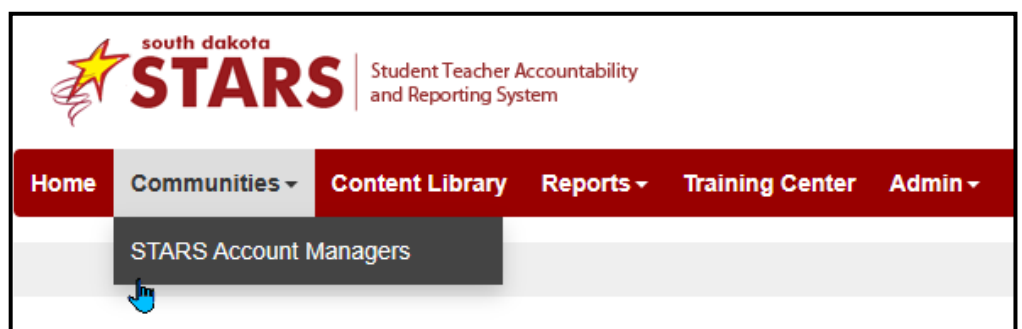 south dakota
STARS
Student Teacher Accountability
and Reporting System
Home Communities Content Library Reports Training Center Admin
STARS Account Managers